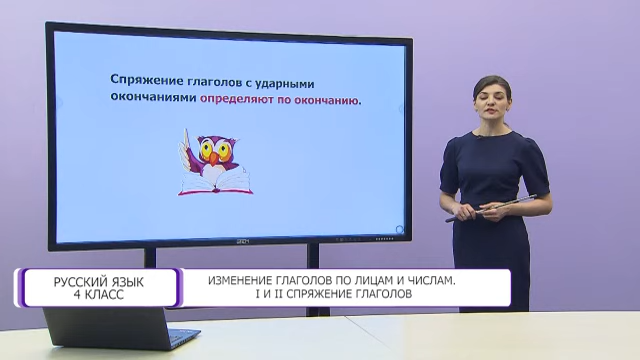 Спряжение глаголов с ударными
окончаниями определяют по окончанию.
РУССКИЙ ЯЗЫК
4 КЛАСС
ИЗМЕНЕНИЕ ГЛАГОЛОВ ПО ЛИЦАМ И ЧИСЛАМ.
I И II СПРЯЖЕНИЕ ГЛАГОЛОВ